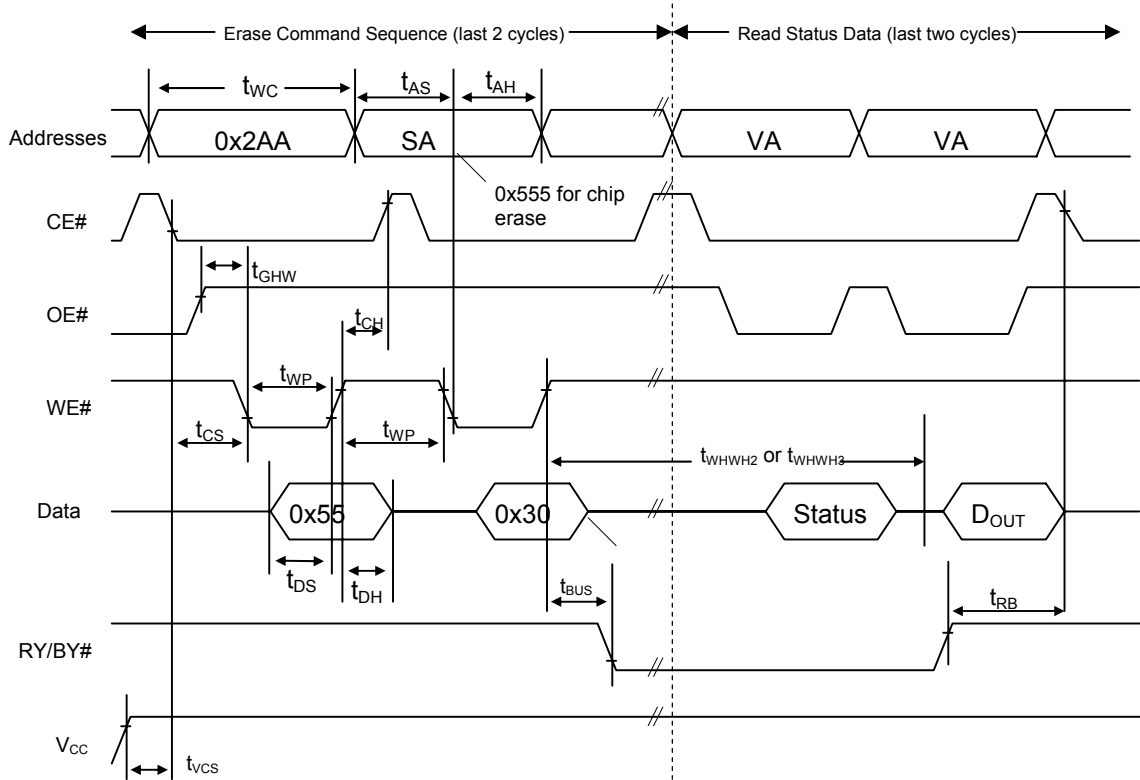 Erase Command Sequence (last 2 cycles)
Read Status Data (last two cycles)
tWC
tAS
tAH
Addresses
0x2AA
SA
VA
VA
0x555 for chip
erase
CE#
tGHW
OE#
tCH
tWP
WE#
tCS
tWP
tWHWH2 or tWHWH3
Data
0x55
0x30
Status
DOUT
tDS
tDH
tBUS
tRB
RY/BY#
VCC
tVCS